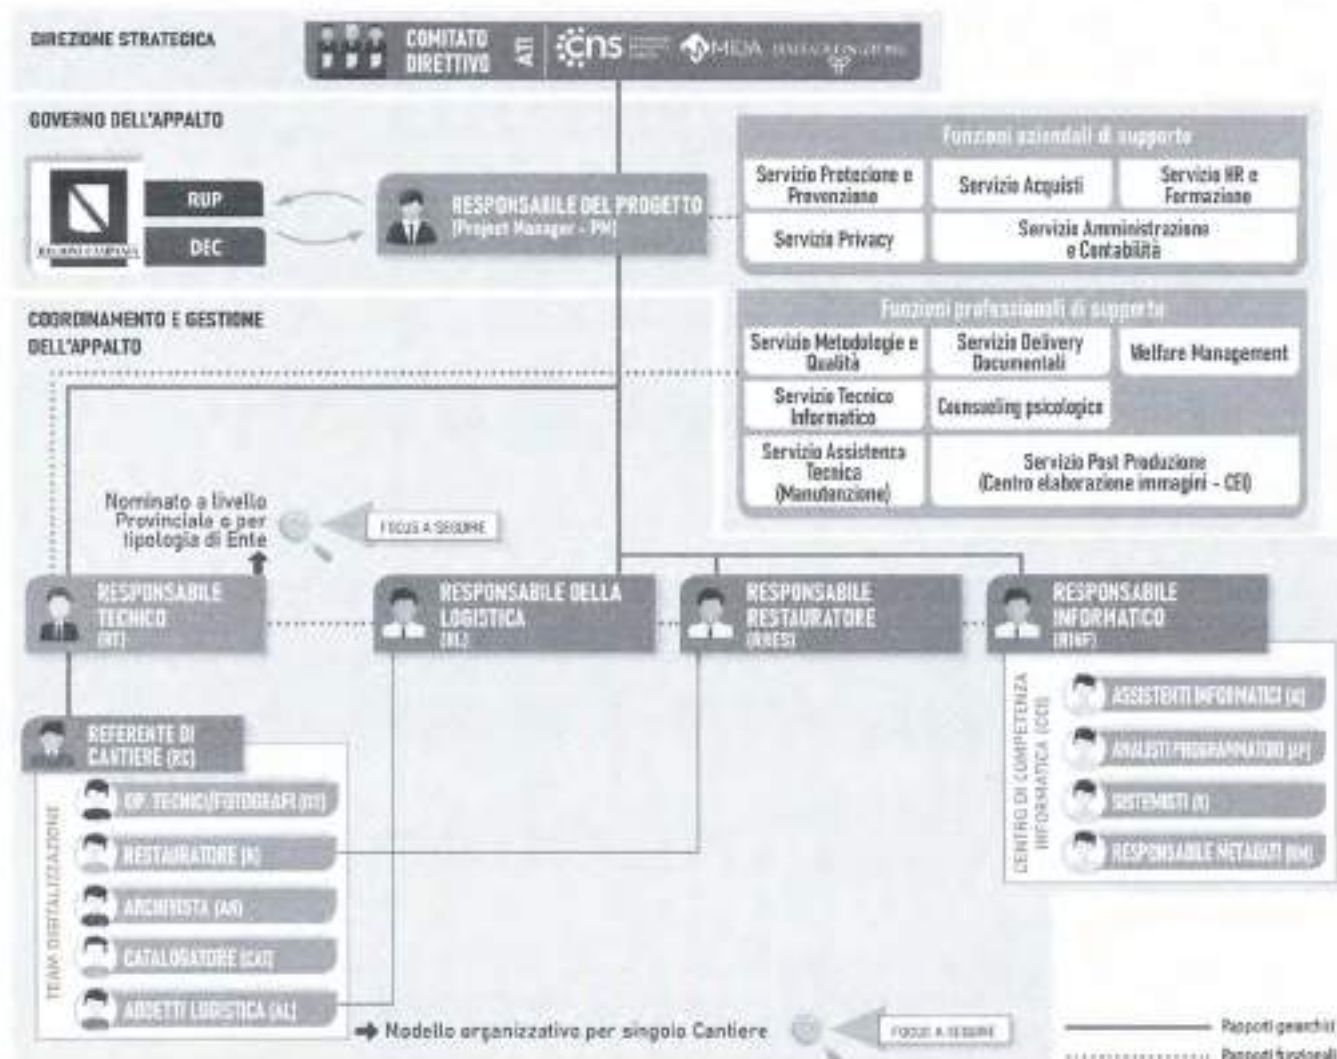 DIREZIONE STRATEGICA
COMITATO
DIRETTIVO
ATI
cns
MIDA
GOVERNO DELL'APPALTO
RUP
DEC
REGIONE CAMPANIA
RESPONSABILE DEL PROGETTO
(Project Manager - PM)
Funzioni aziendali di supporto
Servizio Protezione e
Prevenzione
Servizio Acquisti
Servizio HR e
Formazione
Servizio Privacy
Servizio Amministrazione
e Contabilità
COORDINAMENTO E GESTIONE
DELL'APPALTO
Funzioni professionali di supporto
Servizio Metodologie e
Qualità
Servizio Delivery
Documentali
Welfare Management
Servizio Tecnico
Informatico
Counseling psicologico
Servizio Assistenza
Tecnica
(Manutenzione)
Servizio Post Produzione
(Centro elaborazione immagini - CEI)
Nominato a livello
Provinciale o per
tipologia di Ente
FOCUS A SEGUIRE
RESPONSABILE
TECNICO
(RT)
RESPONSABILE DELLA
LOGISTICA
(RL)
RESPONSABILE
RESTAURATORE
(RRES)
RESPONSABILE
INFORMATICO
(RINF)
CENTRO DI COMPETENZA
INFORMATICA (CCI)
ASSISTENTI INFORMATICI (AI)
ANALISTI PROGRAMMATORI (AP)
SISTEMISTI (S)
RESPONSABILE METADATI (RM)
REFERENTE DI
CANTIERE (RC)
TEAM DIGITALIZZAZIONE
OP. TECNICI/FOTOGRAFI (OT)
RESTAURATORE (R)
ARCHIVISTA (AR)
CATALOGATORE (CAT)
ADDETTI LOGISTICA (AL)
Modello organizzativo per singolo Cantiere
FOCUS A SEGUIRE
Rapporti gerarchici
Rapporti funzionali